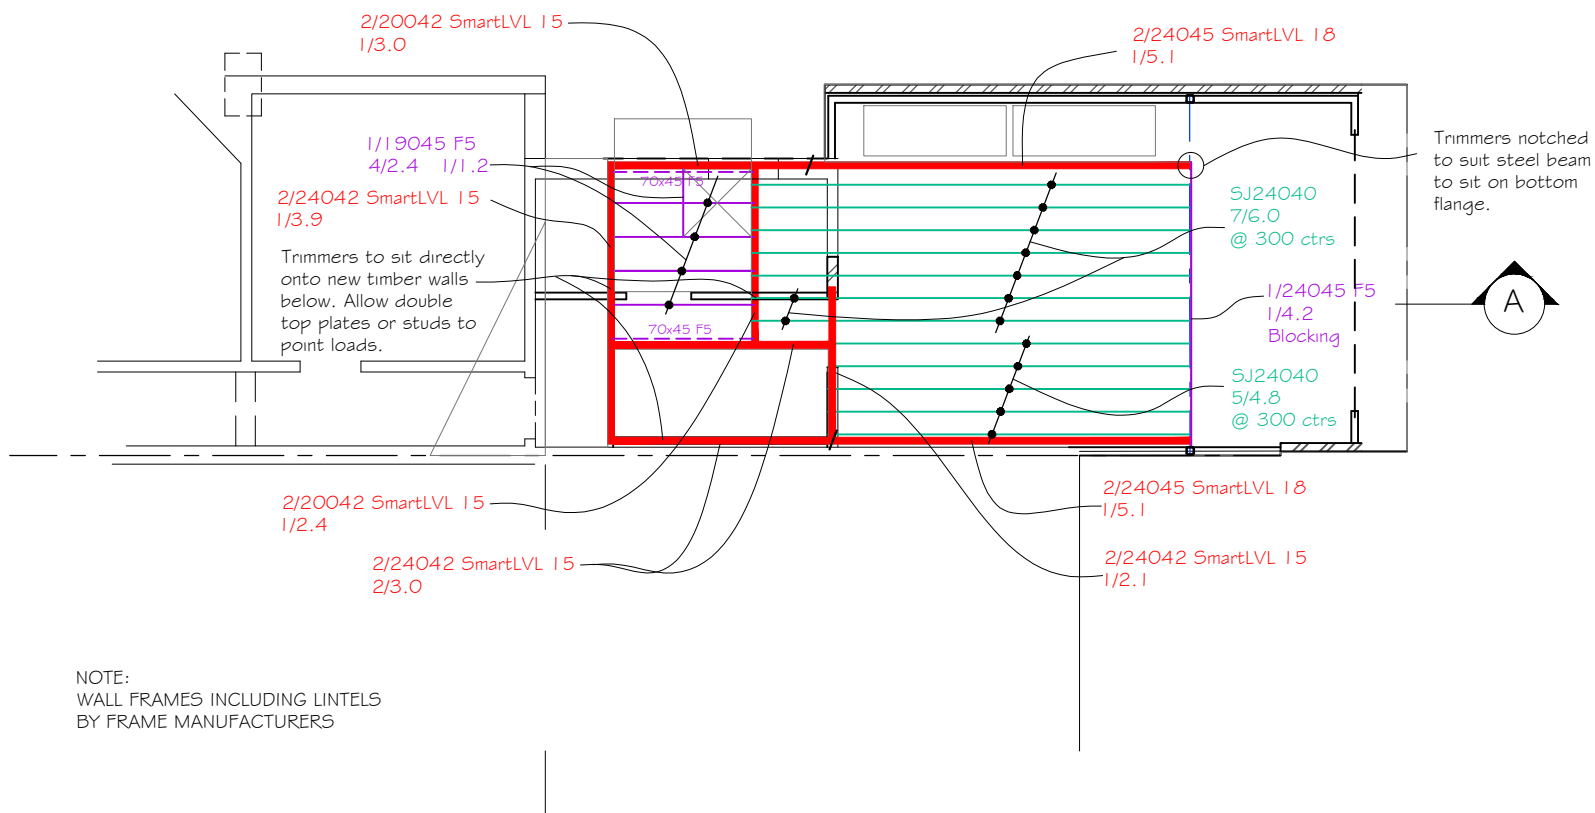 2/20042 SmartLVL 15
1/3.0
2/24045 SmartLVL 18
1/5.1
1/19045 F5
4/2.4 1/1.2
70x45 F5
2/24042 SmartLVL 15
1/3.9
Trimmers notched
to suit steel beam
to sit on bottom
flange.
SJ24040
7/6.0
@ 300 ctrs
Trimmers to sit directly
onto new timber walls
below. Allow double
top plates or studs to
point loads.
1/24045 F5
1/4.2
Blocking
A
70x45 F5
SJ24040
5/4.8
@ 300 ctrs
2/20042 SmartLVL 15
1/2.4
2/24045 SmartLVL 18
1/5.1
2/24042 SmartLVL 15
2/3.0
2/24042 SmartLVL 15
1/2.1
NOTE:
WALL FRAMES INCLUDING LINTELS
BY FRAME MANUFACTURERS